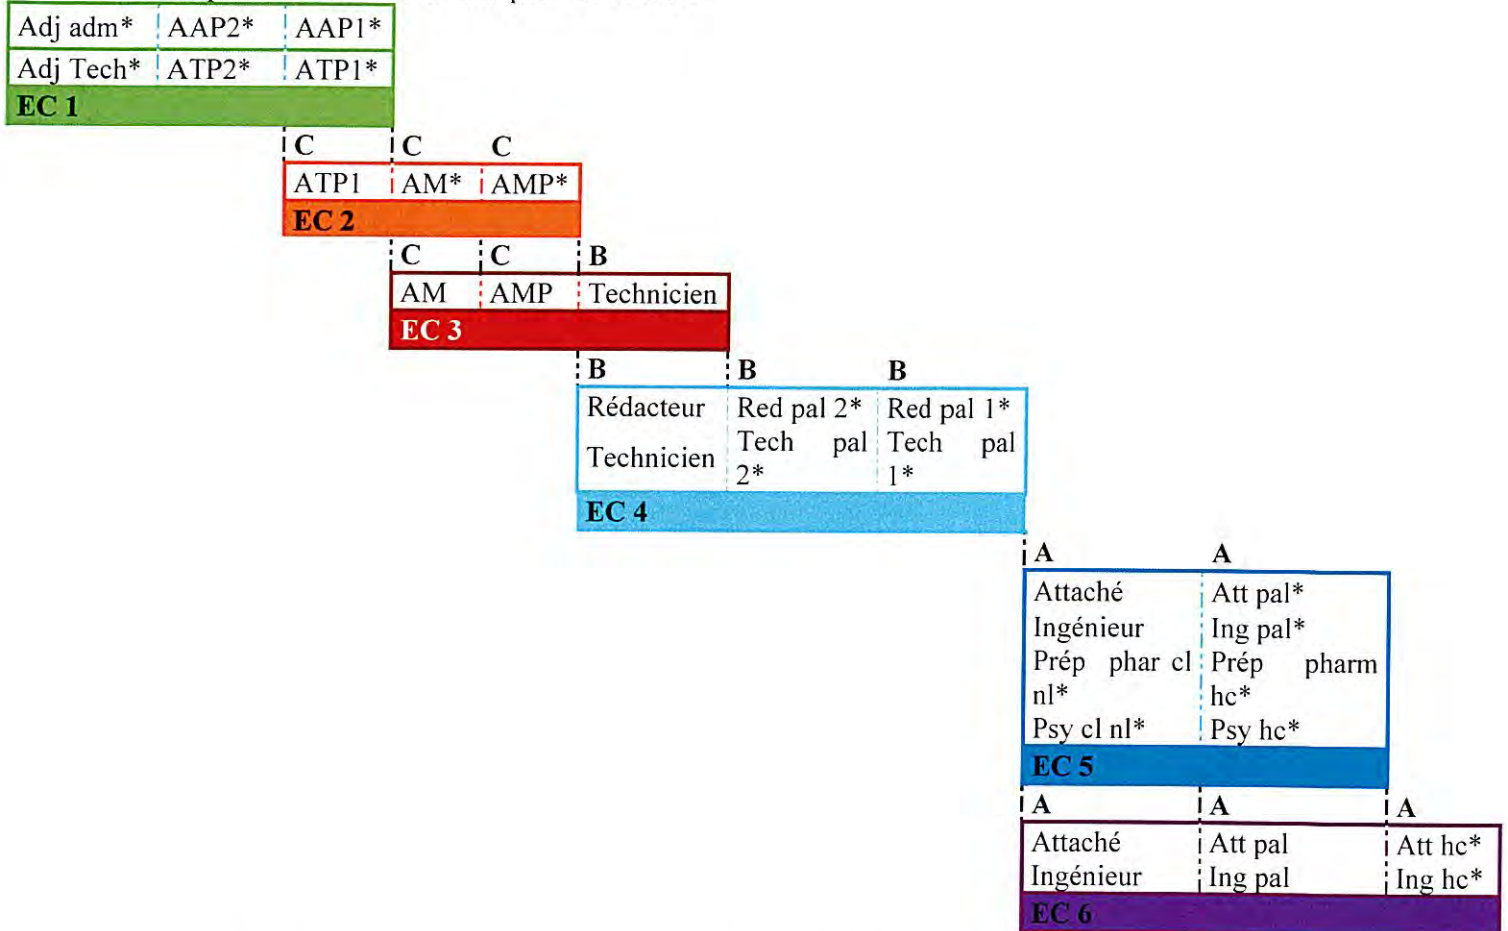 Adj adm* AAP2* AAP1*
Adj Tech* ATP2* ATP1*
EC 1
C C C
ATP1 AM* AMP*
EC 2
C C B
AM AMP Technicien
EC 3
B B B
Rédacteur Red pal 2* Red pal 1*
Technicien Tech pal 2* Tech pal 1*
EC 4
A A
Attaché Att pal*
Ingénieur Ing pal*
Prép phar cl nl* Prép pharm hc*
Psy cl nl* Psy hc*
EC 5
A A A
Attaché Att pal Att hc*
Ingénieur Ing pal Ing hc*
EC 6